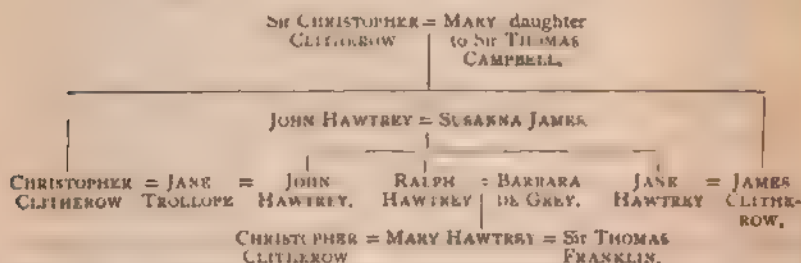 Sir CHRISTOPHER = MARY daughter
CLITHEROW to Sir THOMAS
CAMPBELL.
JOHN HAWTREY = SUSANNA JAMES
CHRISTOPHER = JANE = JOHN RALPH = BARBARA JANE = JAMES
CLITHEROW TROLLOPE HAWTREY. HAWTREY DE GREY. HAWTREY CLITHE-
ROW.
CHRISTOPHER = MARY HAWTREY = Sir THOMAS
CLITHEROW FRANKLIN.